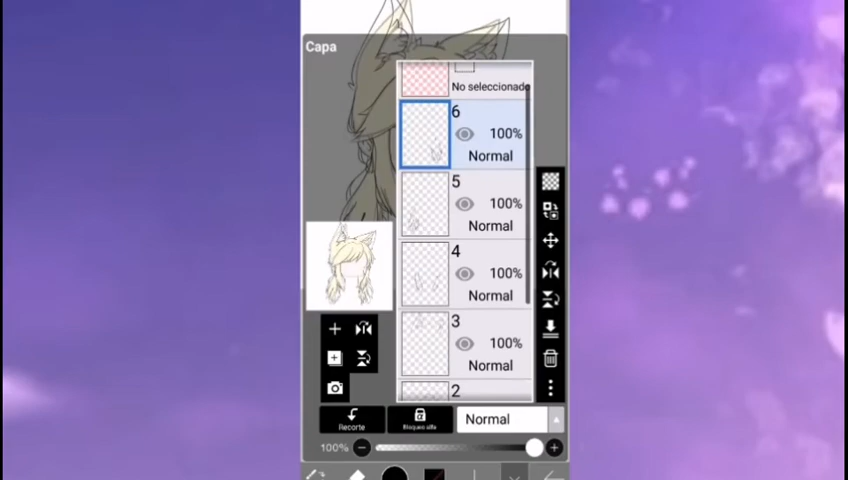 Capa
No seleccionado
6
100%
Normal
5
100%
Normal
4
100%
Normal
3
100%
Normal
2
Recorte
Bloqueo alfa
Normal
100%